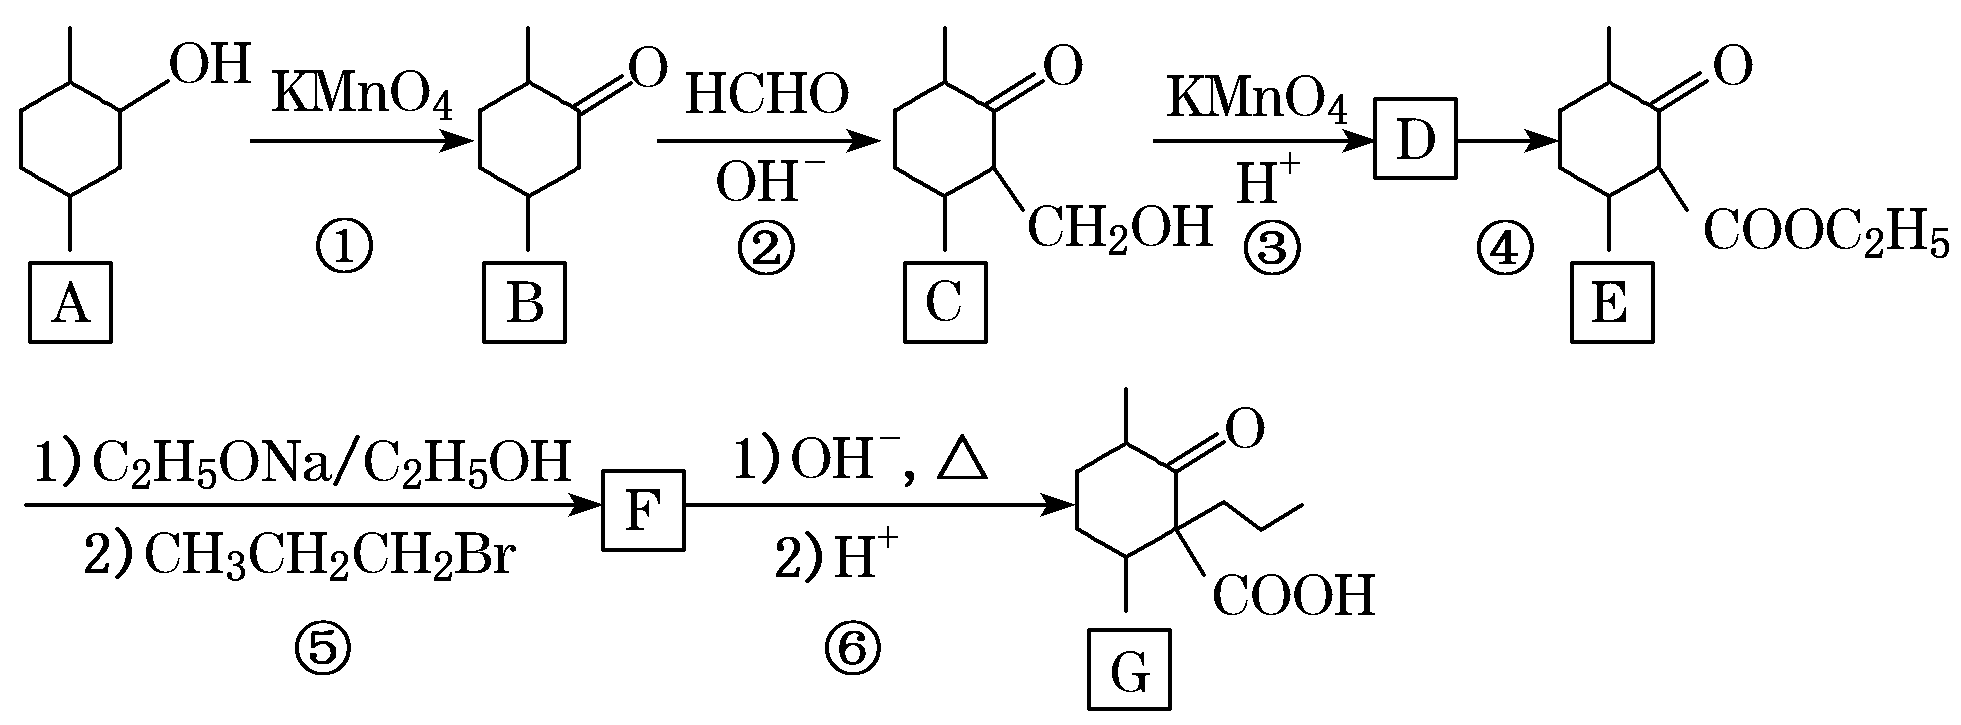 OH KMnO₄ ① A
O HCHO OH⁻ ② B
O CH₂OH KMnO₄ H⁺ ③ C
D ④
O COOC₂H₅ E
1)C₂H₅ONa/C₂H₅OH
2)CH₃CH₂CH₂Br
⑤
F
1)OH⁻,△
2)H⁺
⑥
O
COOH
G